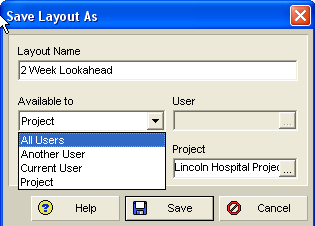 Save Layout As
Layout Name
2 Week Lookahead
Available to
User
Project
...
All Users
Another User
Current User
Project
Project
Lincoln Hospital Projec ...
Help
Save
Cancel